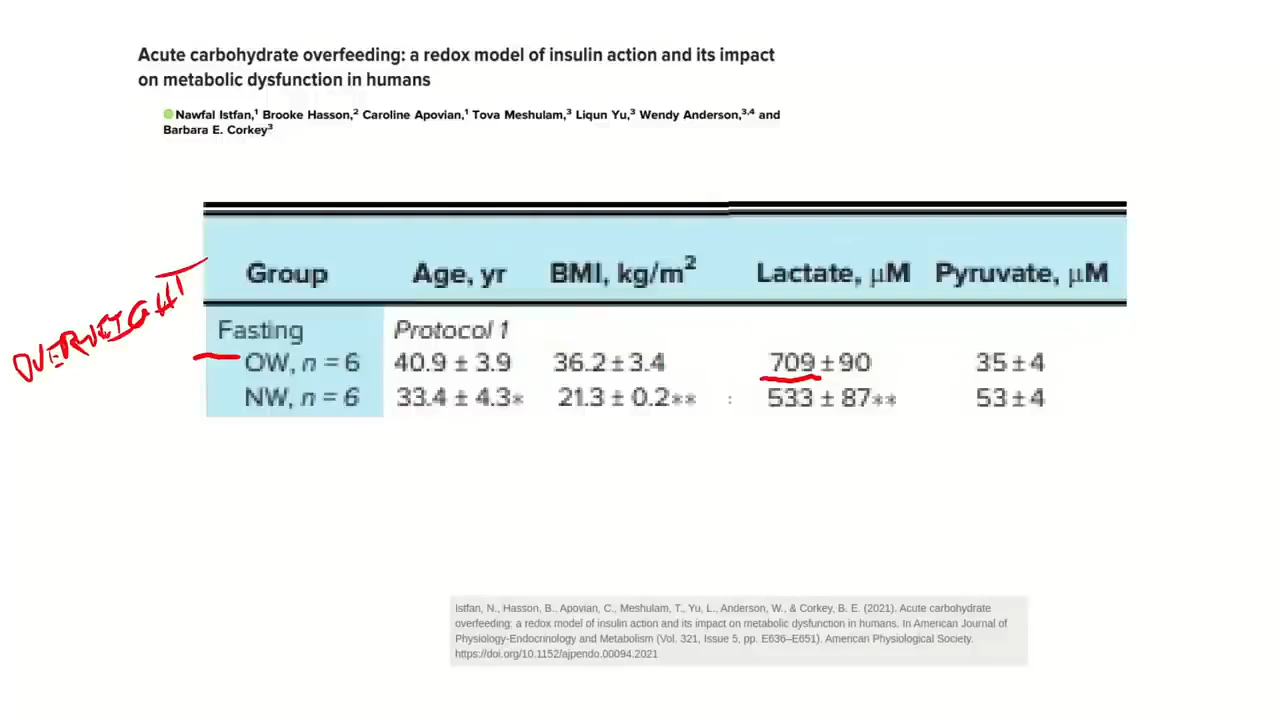 Acute carbohydrate overfeeding: a redox model of insulin action and its impact
on metabolic dysfunction in humans
Nawfal Istfan,¹ Brooke Hasson,² Caroline Apovian,¹ Tova Meshulam,³ Liqun Yu,³ Wendy Anderson,³,⁴ and
Barbara E. Corkey³
Group Age, yr BMI, kg/m² Lactate, µM Pyruvate, µM
OVERWEIGHT
Fasting Protocol 1
OW, n = 6 40.9 ± 3.9 36.2 ± 3.4 709 ± 90 35 ± 4
NW, n = 6 33.4 ± 4.3* 21.3 ± 0.2** : 533 ± 87** 53 ± 4
Istfan, N., Hasson, B., Apovian, C., Meshulam, T., Yu, L., Anderson, W., & Corkey, B. E. (2021). Acute carbohydrate
overfeeding: a redox model of insulin action and its impact on metabolic dysfunction in humans. In American Journal of
Physiology-Endocrinology and Metabolism (Vol. 321, Issue 5, pp. E636–E651). American Physiological Society.
https://doi.org/10.1152/ajpendo.00094.2021